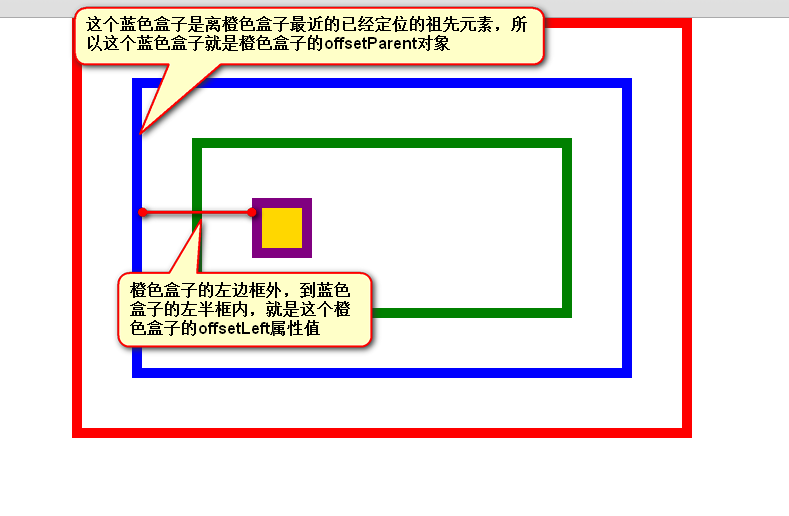 这个蓝色盒子是离橙色盒子最近的已经定位的祖先元素，所
以这个蓝色盒子就是橙色盒子的offsetParent对象
橙色盒子的左边框外，到蓝色
盒子的左半框内，就是这个橙
色盒子的offsetLeft属性值